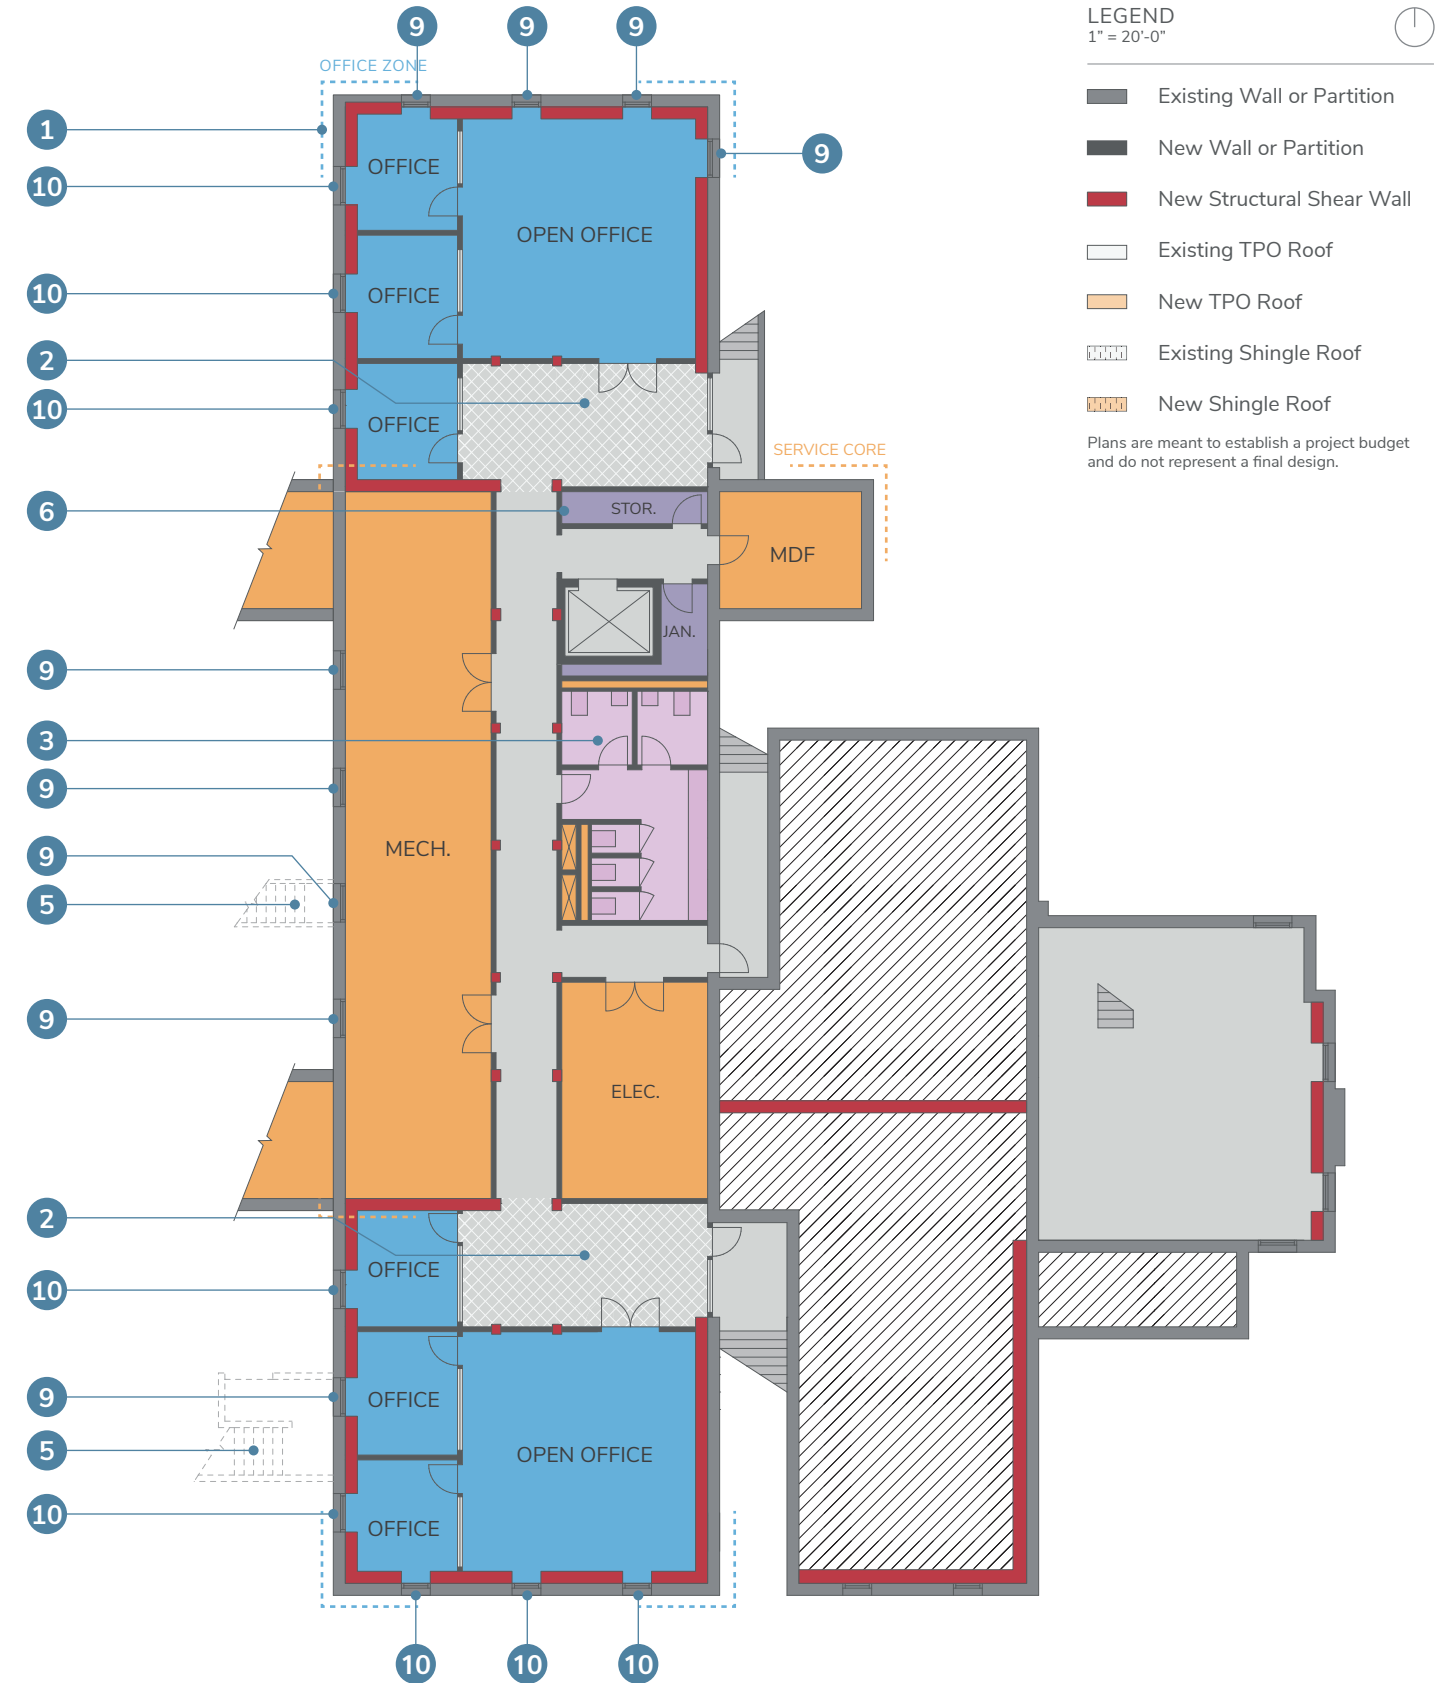 9
9
9
LEGEND
1” = 20’-0”
OFFICE ZONE
Existing Wall or Partition
1
OFFICE
9
New Wall or Partition
10
New Structural Shear Wall
OPEN OFFICE
Existing TPO Roof
10
OFFICE
New TPO Roof
2
Existing Shingle Roof
10
OFFICE
New Shingle Roof
Plans are meant to establish a project budget
and do not represent a final design.
SERVICE CORE
6
STOR.
MDF
JAN.
9
3
9
MECH.
9
5
9
ELEC.
2
OFFICE
10
9
OFFICE
5
OPEN OFFICE
10
OFFICE
10
10
10